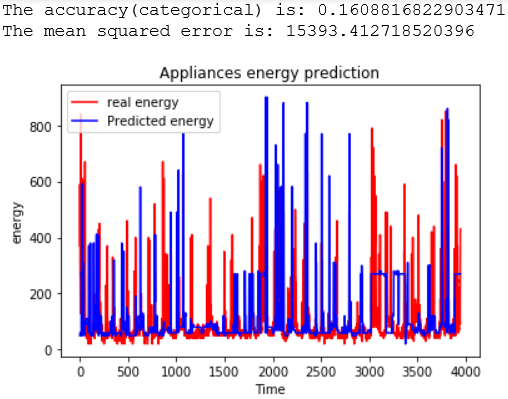 The accuracy(categorical) is: 0.1608816822903471
The mean squared error is: 15393.412718520396
Appliances energy prediction
real energy
Predicted energy
800
600
400
200
0
energy
0 500 1000 1500 2000 2500 3000 3500 4000
Time